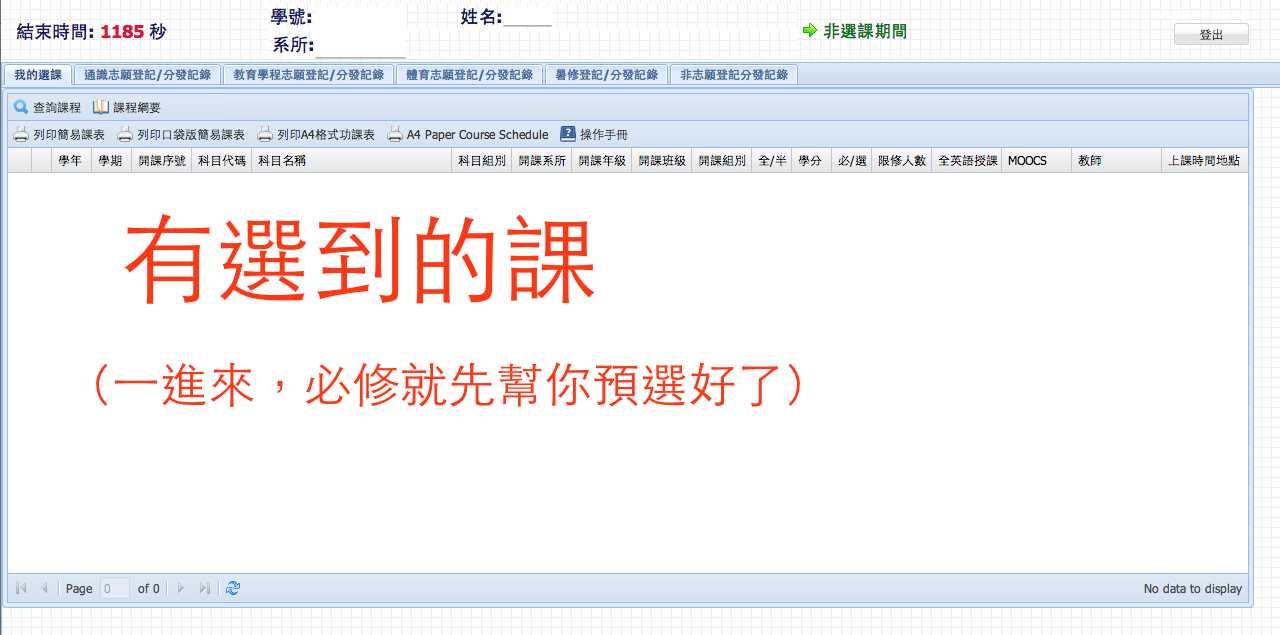 結束時間: 1185 秒
學號:
姓名:
系所:
非選課期間
登出
我的選課 通識志願登記/分發記錄 教育學程志願登記/分發記錄 體育志願登記/分發記錄 暑修登記/分發記錄 非志願登記分發記錄
查詢課程 課程綱要
列印簡易課表 列印口袋版簡易課表 列印A4格式功課表 A4 Paper Course Schedule 操作手冊
學年 學期 開課序號 科目代碼 科目名稱 科目組別 開課系所 開課年級 開課班級 開課組別 全/半 學分 必/選 限修人數 全英語授課 MOOCS 教師 上課時間地點
有選到的課
(一進來，必修就先幫你預選好了)
Page 0 of 0 No data to display